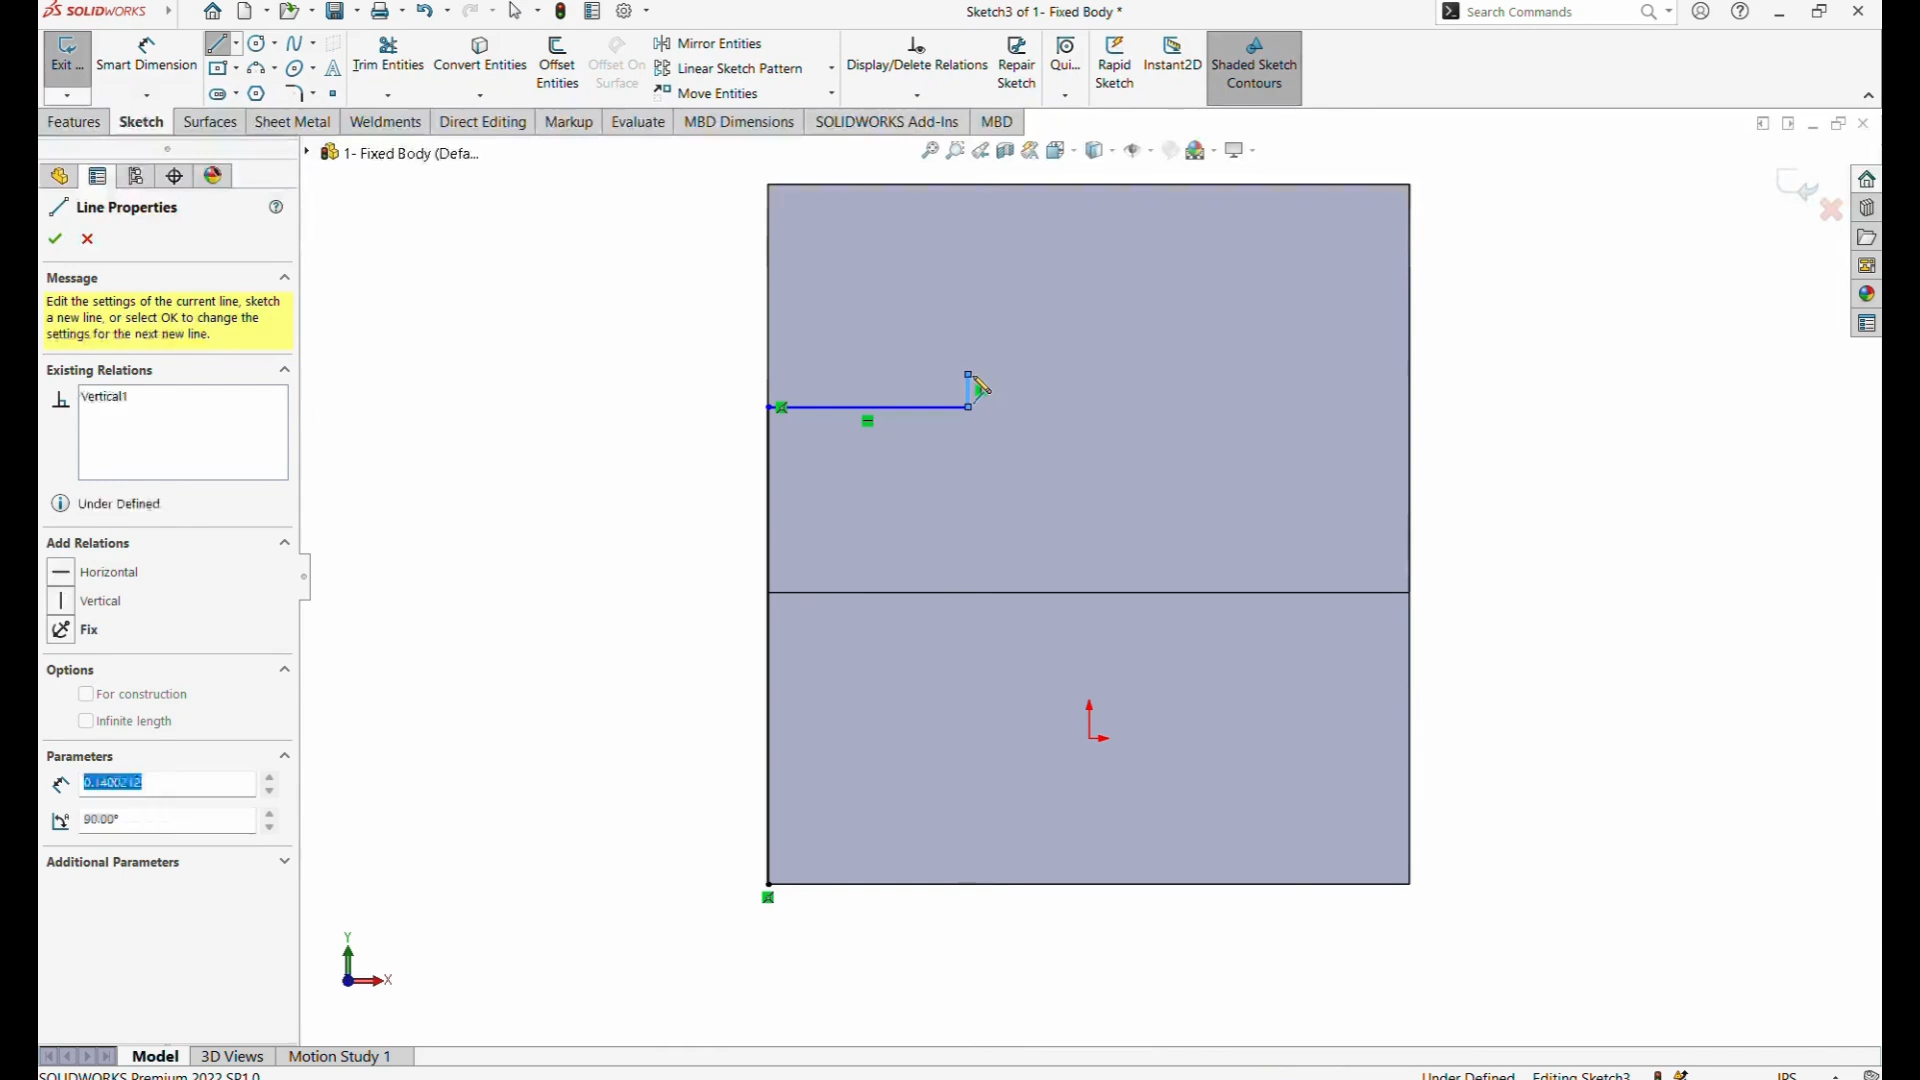 SOLIDWORKS
Sketch3 of 1- Fixed Body *
Search Commands
Exit ...
Smart Dimension
Trim Entities
Convert Entities
Offset Entities
Offset On Surface
Mirror Entities
Linear Sketch Pattern
Move Entities
Display/Delete Relations
Repair Sketch
Qui...
Rapid Sketch
Instant2D
Shaded Sketch Contours
Features
Sketch
Surfaces
Sheet Metal
Weldments
Direct Editing
Markup
Evaluate
MBD Dimensions
SOLIDWORKS Add-Ins
MBD
1- Fixed Body (Defa...
Line Properties
Message
Edit the settings of the current line, sketch
a new line, or select OK to change the
settings for the next new line.
Existing Relations
Vertical1
Under Defined
Add Relations
Horizontal
Vertical
Fix
Options
For construction
Infinite length
Parameters
90.00°
Additional Parameters
Y
X
Model
3D Views
Motion Study 1
SOLIDWORKS Premium 2022 SP1.0
Under Defined
Editing Sketch3
IPS